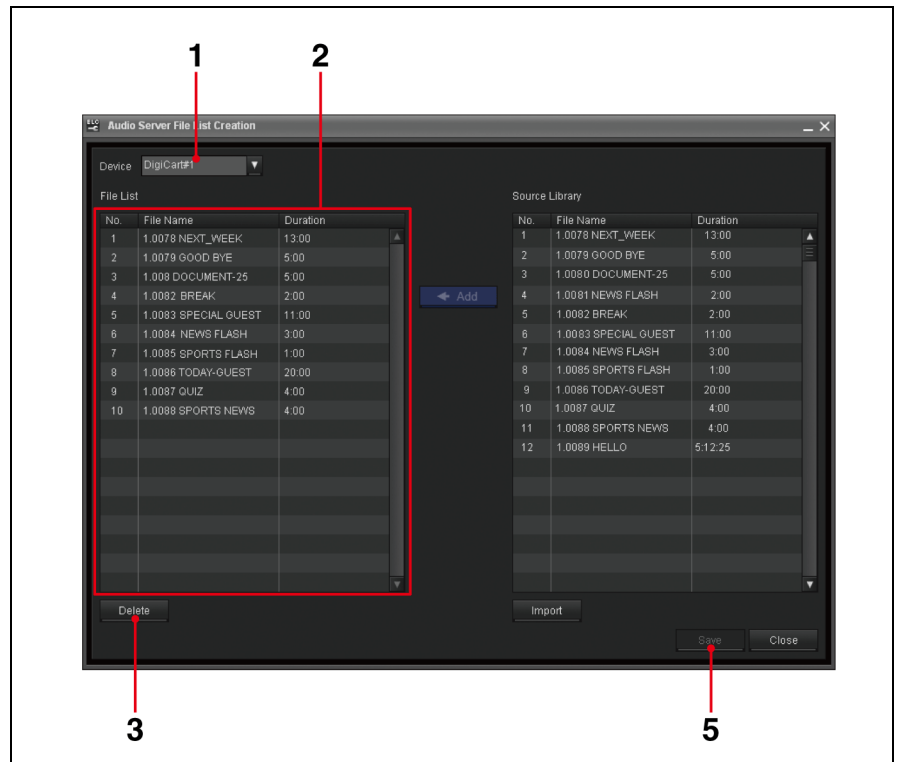 1 2
ELC Audio Server File List Creation
Device DigiCart#1
File List Source Library
No. File Name Duration No. File Name Duration
1 1.0078 NEXT_WEEK 13:00 1 1.0078 NEXT_WEEK 13:00
2 1.0079 GOOD BYE 5:00 2 1.0079 GOOD BYE 5:00
3 1.008 DOCUMENT-25 5:00 3 1.0080 DOCUMENT-25 5:00
4 1.0082 BREAK 2:00 Add 4 1.0081 NEWS FLASH 2:00
5 1.0083 SPECIAL GUEST 11:00 5 1.0082 BREAK 2:00
6 1.0084 NEWS FLASH 3:00 6 1.0083 SPECIAL GUEST 11:00
7 1.0085 SPORTS FLASH 1:00 7 1.0084 NEWS FLASH 3:00
8 1.0086 TODAY-GUEST 20:00 8 1.0085 SPORTS FLASH 1:00
9 1.0087 QUIZ 4:00 9 1.0086 TODAY-GUEST 20:00
10 1.0088 SPORTS NEWS 4:00 10 1.0087 QUIZ 4:00
11 1.0088 SPORTS NEWS 4:00
12 1.0089 HELLO 5:12:25
Delete Import
Save Close
3 5